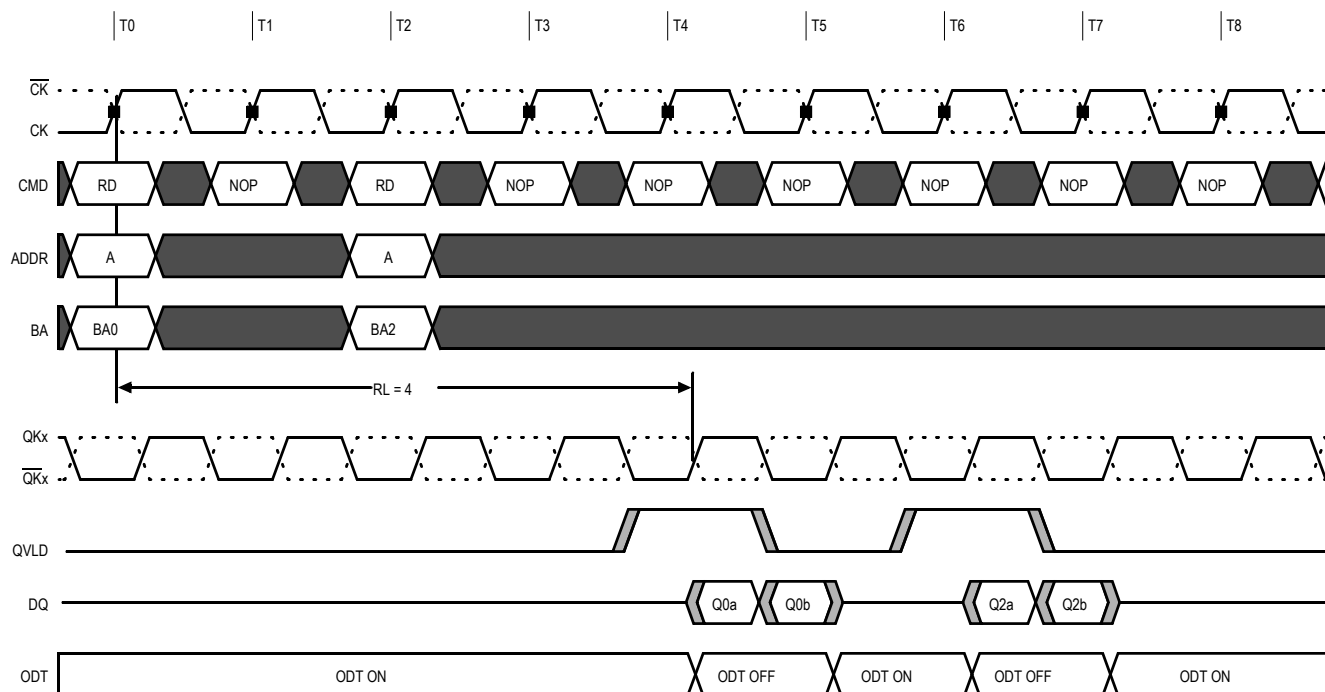 T0 T1 T2 T3 T4 T5 T6 T7 T8
C̅K̅
CK
CMD RD NOP RD NOP NOP NOP NOP NOP NOP
ADDR A A
BA BA0 BA2
RL = 4
QKx
Q̅K̅x
QVLD
DQ Q0a Q0b Q2a Q2b
ODT ODT ON ODT OFF ODT ON ODT OFF ODT ON